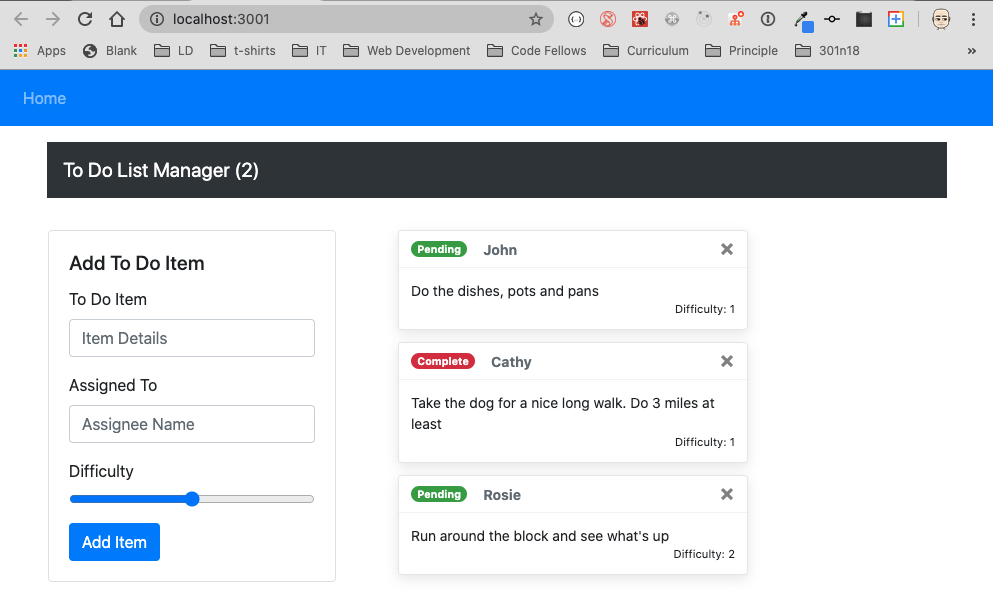 localhost:3001
Apps Blank LD t-shirts IT Web Development Code Fellows Curriculum Principle 301n18 »
Home
To Do List Manager (2)
Add To Do Item
To Do Item
Item Details
Assigned To
Assignee Name
Difficulty
Add Item
Pending John
Do the dishes, pots and pans
Difficulty: 1
Complete Cathy
Take the dog for a nice long walk. Do 3 miles at
least
Difficulty: 1
Pending Rosie
Run around the block and see what's up
Difficulty: 2